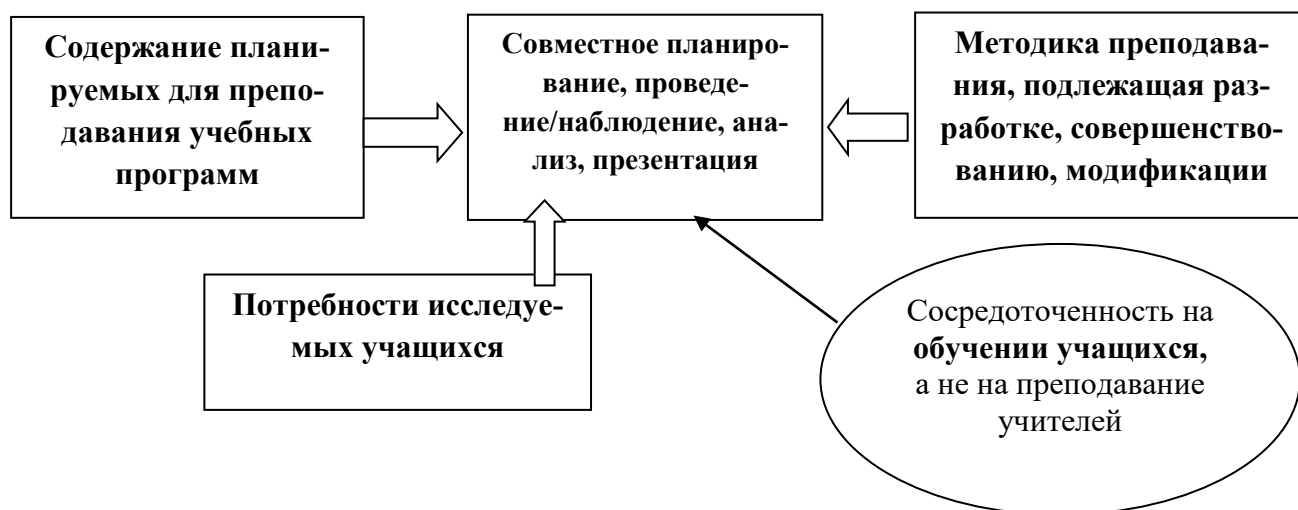 Содержание плани-
руемых для препо-
давания учебных
программ
Совместное планиро-
вание, проведе-
ние/наблюдение, ана-
лиз, презентация
Методика преподава-
ния, подлежащая раз-
работке, совершенство-
ванию, модификации
Потребности исследуе-
мых учащихся
Сосредоточенность на
обучении учащихся,
а не на преподавание
учителей